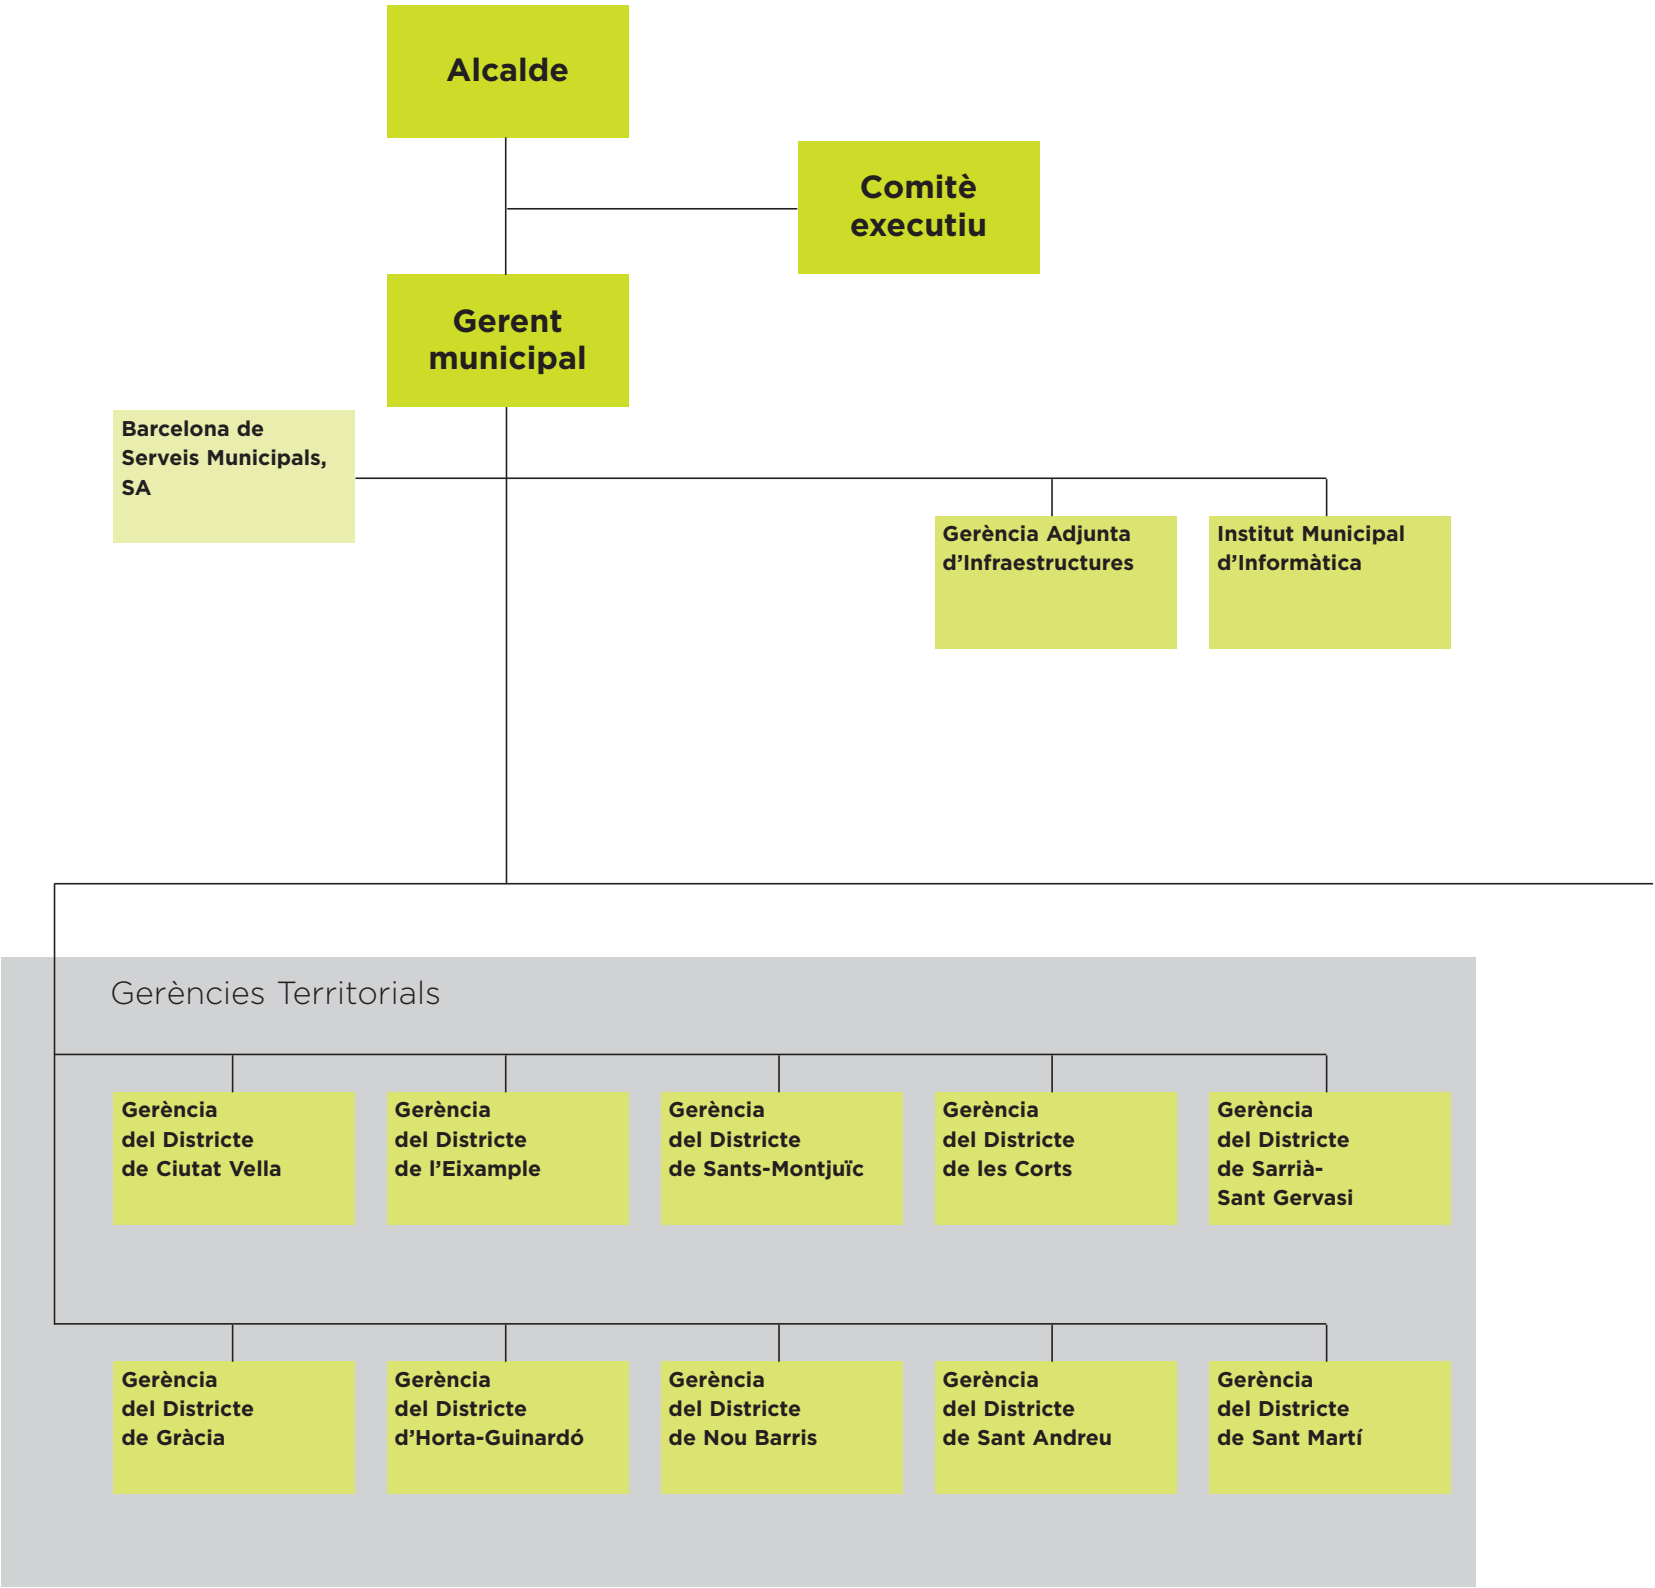 Alcalde
Comitè
executiu
Gerent
municipal
Barcelona de
Serveis Municipals,
SA
Gerència Adjunta
d’Infraestructures
Institut Municipal
d’Informàtica
Gerències Territorials
Gerència
del Districte
de Ciutat Vella
Gerència
del Districte
de l’Eixample
Gerència
del Districte
de Sants-Montjuïc
Gerència
del Districte
de les Corts
Gerència
del Districte
de Sarrià-
Sant Gervasi
Gerència
del Districte
de Gràcia
Gerència
del Districte
d’Horta-Guinardó
Gerència
del Districte
de Nou Barris
Gerència
del Districte
de Sant Andreu
Gerència
del Districte
de Sant Martí